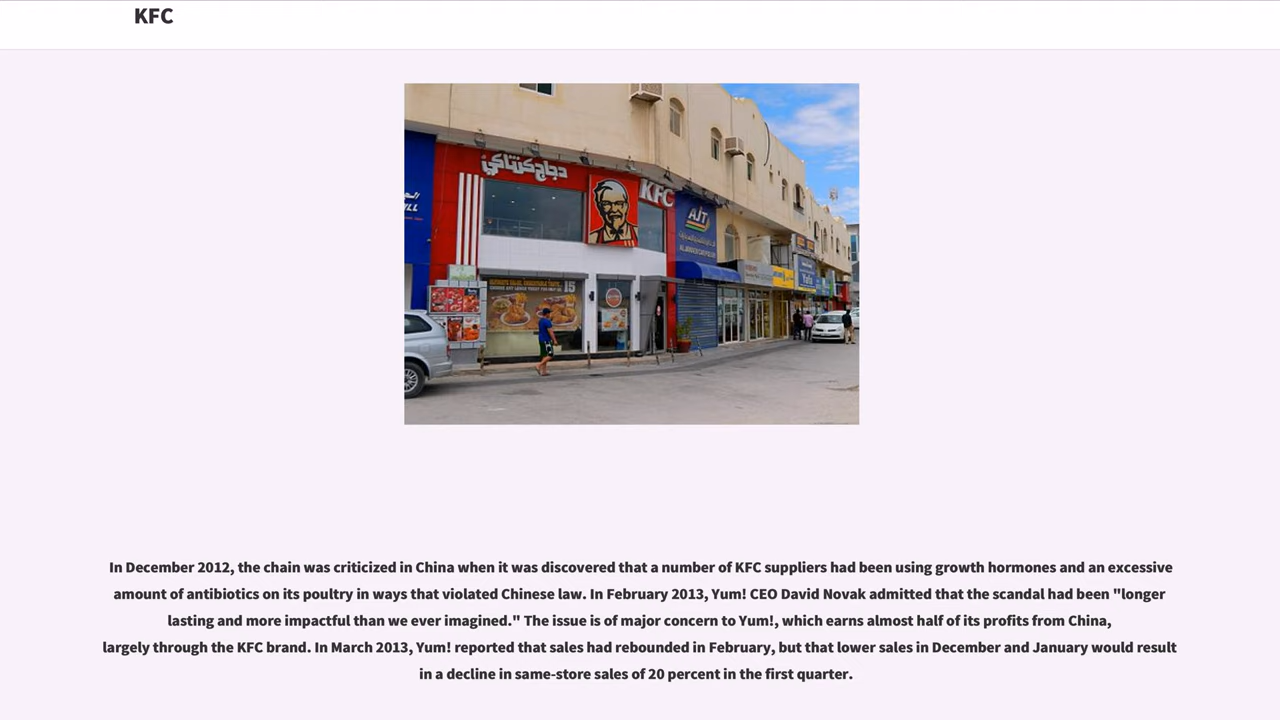 KFC
دجاج كنتاكي
KFC
AJT
15
Yafa
In December 2012, the chain was criticized in China when it was discovered that a number of KFC suppliers had been using growth hormones and an excessive
amount of antibiotics on its poultry in ways that violated Chinese law. In February 2013, Yum! CEO David Novak admitted that the scandal had been "longer
lasting and more impactful than we ever imagined." The issue is of major concern to Yum!, which earns almost half of its profits from China,
largely through the KFC brand. In March 2013, Yum! reported that sales had rebounded in February, but that lower sales in December and January would result
in a decline in same-store sales of 20 percent in the first quarter.